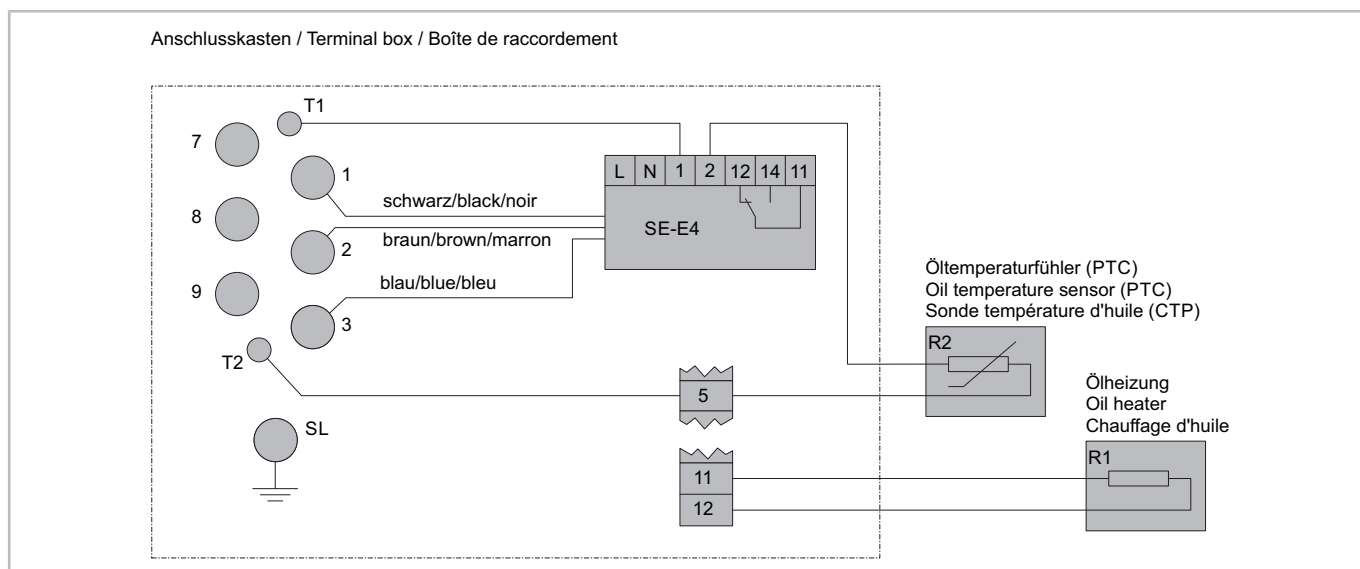 Anschlusskasten / Terminal box / Boîte de raccordement
T1
7
1
L N 1 2 12 14 11
schwarz/black/noir
8
SE-E4
2
braun/brown/marron
Öltemperaturfühler (PTC)
Oil temperature sensor (PTC)
Sonde température d'huile (CTP)
blau/blue/bleu
9
3
R2
T2
5
Ölheizung
Oil heater
Chauffage d'huile
SL
R1
11
12